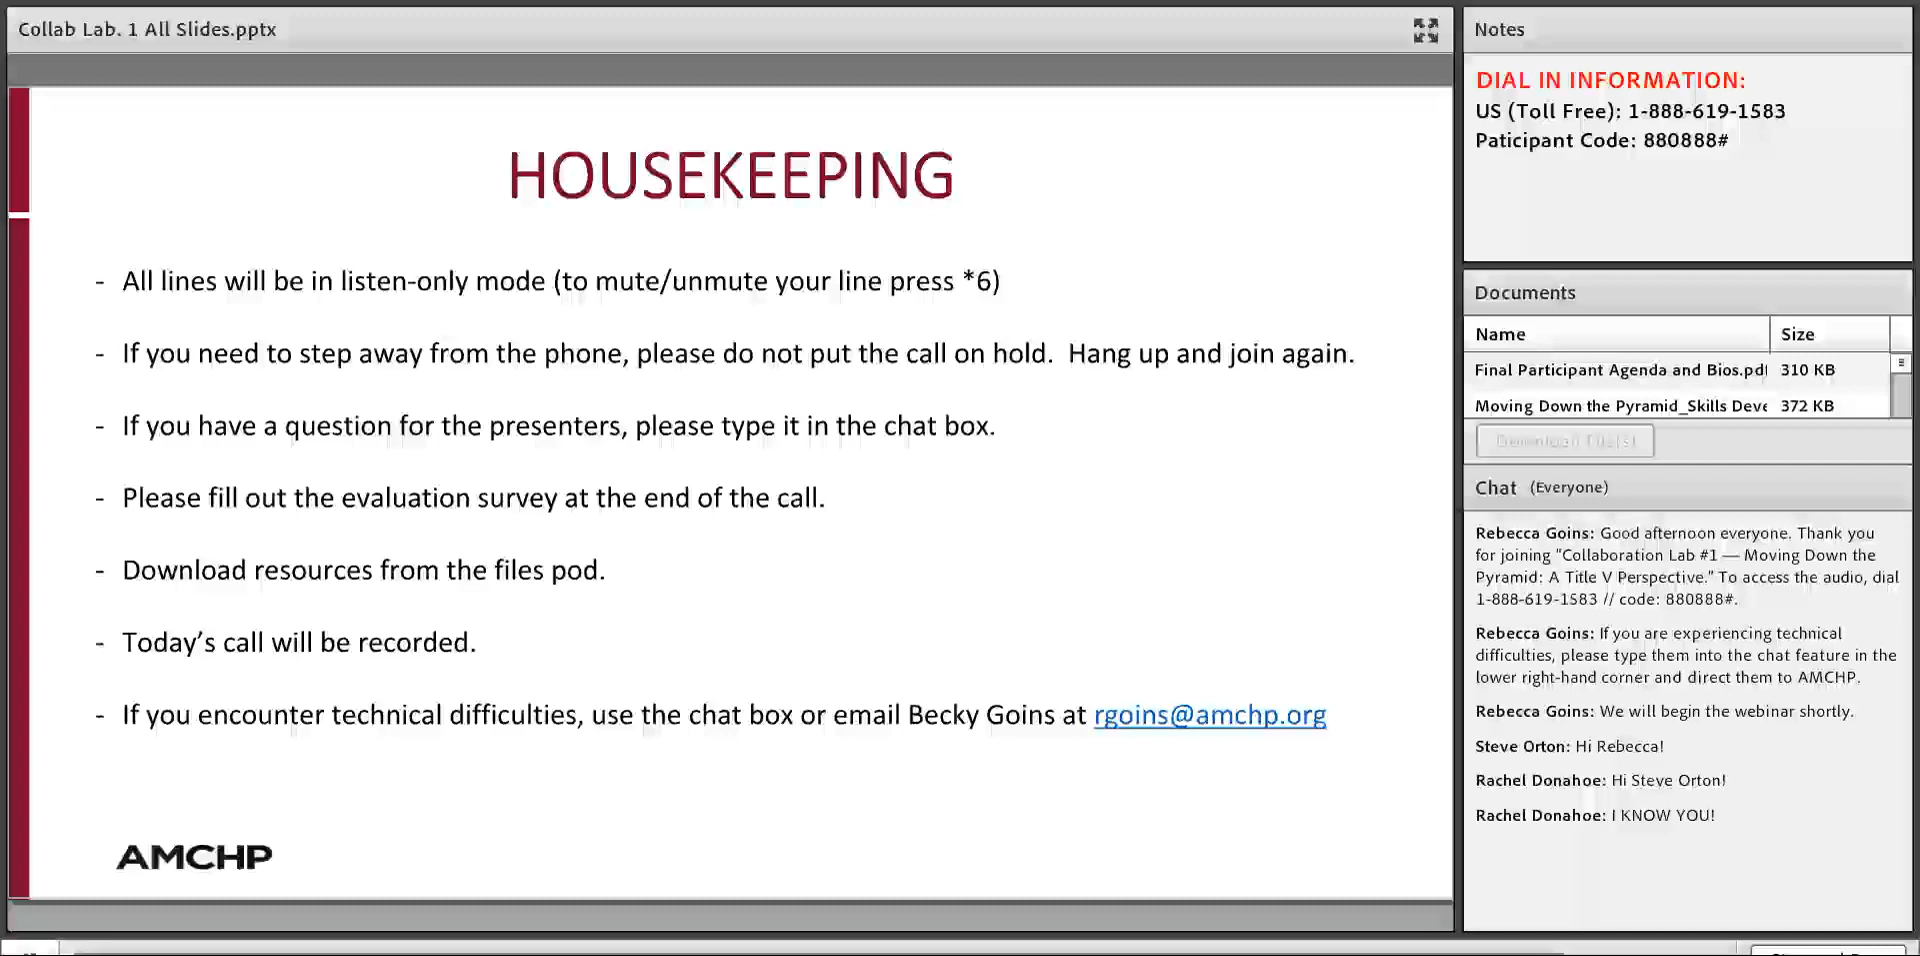 Collab Lab. 1 All Slides.pptx
HOUSEKEEPING
- All lines will be in listen-only mode (to mute/unmute your line press *6)
- If you need to step away from the phone, please do not put the call on hold.  Hang up and join again.
- If you have a question for the presenters, please type it in the chat box.
- Please fill out the evaluation survey at the end of the call.
- Download resources from the files pod.
- Today’s call will be recorded.
- If you encounter technical difficulties, use the chat box or email Becky Goins at rgoins@amchp.org
AMCHP
Notes
DIAL IN INFORMATION:
US (Toll Free): 1-888-619-1583
Paticipant Code: 880888#
Documents
Name Size
Final Participant Agenda and Bios.pdf 310 KB
Moving Down the Pyramid_Skills Deve 372 KB
Download File(s)
Chat (Everyone)
Rebecca Goins: Good afternoon everyone. Thank you
for joining "Collaboration Lab #1 — Moving Down the
Pyramid: A Title V Perspective." To access the audio, dial
1-888-619-1583 // code: 880888#.
Rebecca Goins: If you are experiencing technical
difficulties, please type them into the chat feature in the
lower right-hand corner and direct them to AMCHP.
Rebecca Goins: We will begin the webinar shortly.
Steve Orton: Hi Rebecca!
Rachel Donahoe: Hi Steve Orton!
Rachel Donahoe: I KNOW YOU!